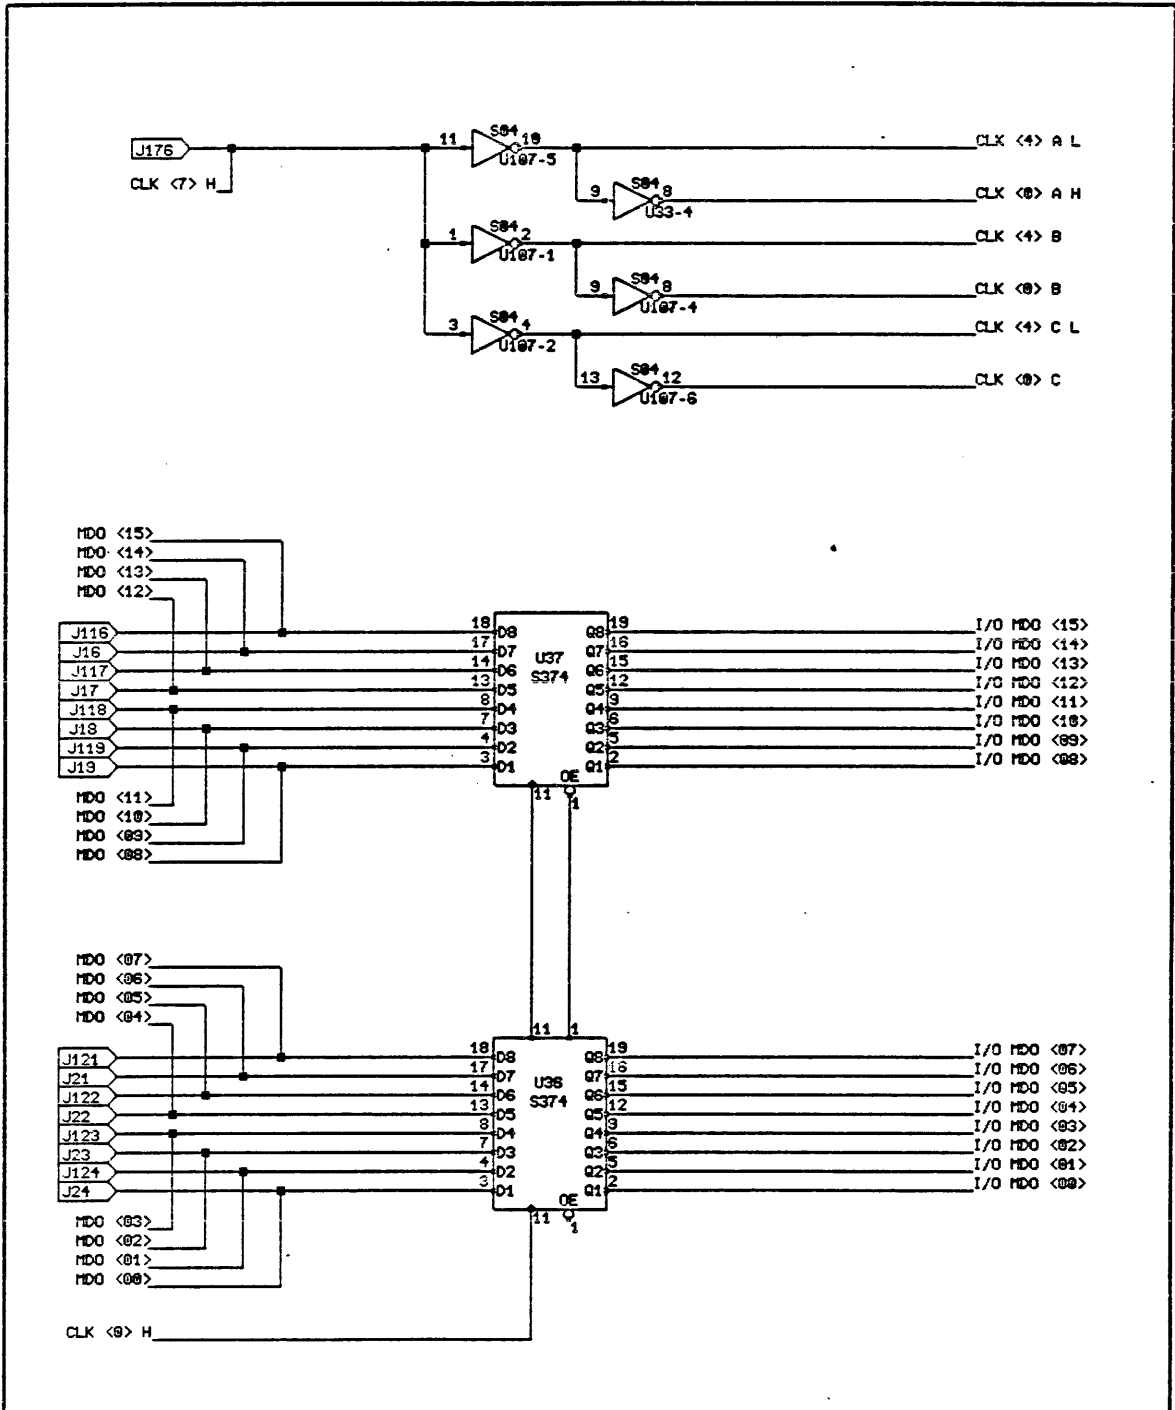 J176
CLK <7> H
11 S04 10
U107-5
CLK <4> A L
9 S04 8
U33-4
CLK <0> A H
1 S04 2
U107-1
CLK <4> B
9 S04 8
U107-4
CLK <0> B
3 S04 4
U107-2
CLK <4> C L
13 S04 12
U107-6
CLK <0> C
MDO <15>
MDO <14>
MDO <13>
MDO <12>
J116 18 D8 Q8 19 I/O MDO <15>
J16 17 D7 Q7 16 I/O MDO <14>
J117 14 D6 Q6 15 I/O MDO <13>
J17 13 D5 Q5 12 I/O MDO <12>
J118 8 D4 Q4 9 I/O MDO <11>
J18 7 D3 Q3 6 I/O MDO <10>
J119 4 D2 Q2 5 I/O MDO <09>
J19 3 D1 Q1 2 I/O MDO <08>
U37
S374
OE
11 1
MDO <11>
MDO <10>
MDO <09>
MDO <08>
MDO <07>
MDO <06>
MDO <05>
MDO <04>
11 1
J121 18 D8 Q8 19 I/O MDO <07>
J21 17 D7 Q7 16 I/O MDO <06>
J122 14 D6 Q6 15 I/O MDO <05>
J22 13 D5 Q5 12 I/O MDO <04>
J123 8 D4 Q4 9 I/O MDO <03>
J23 7 D3 Q3 6 I/O MDO <02>
J124 4 D2 Q2 5 I/O MDO <01>
J24 3 D1 Q1 2 I/O MDO <00>
U36
S374
OE
11 1
MDO <03>
MDO <02>
MDO <01>
MDO <00>
CLK <0> H